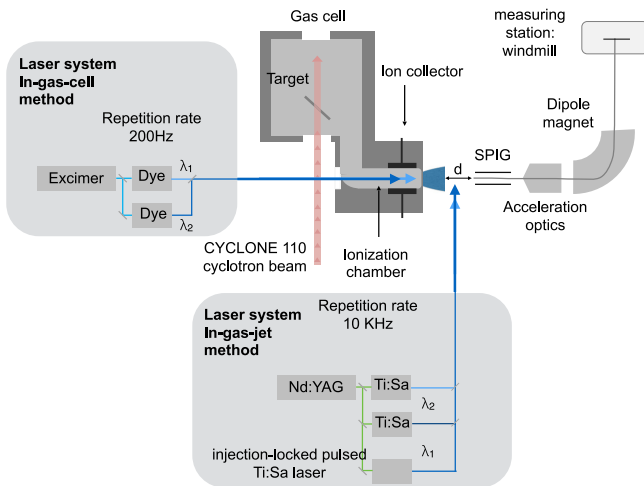 Gas cell
measuring
station:
windmill
Laser system
In-gas-cell
method
Ion collector
Target
Repetition rate
200Hz
Dipole
magnet
SPIG
d
Excimer
Dye
λ1
Dye
λ2
Acceleration
optics
CYCLONE 110
cyclotron beam
Ionization
chamber
Laser system
In-gas-jet
method
Repetition rate
10 KHz
Nd:YAG
Ti:Sa
λ2
Ti:Sa
λ1
injection-locked pulsed
Ti:Sa laser